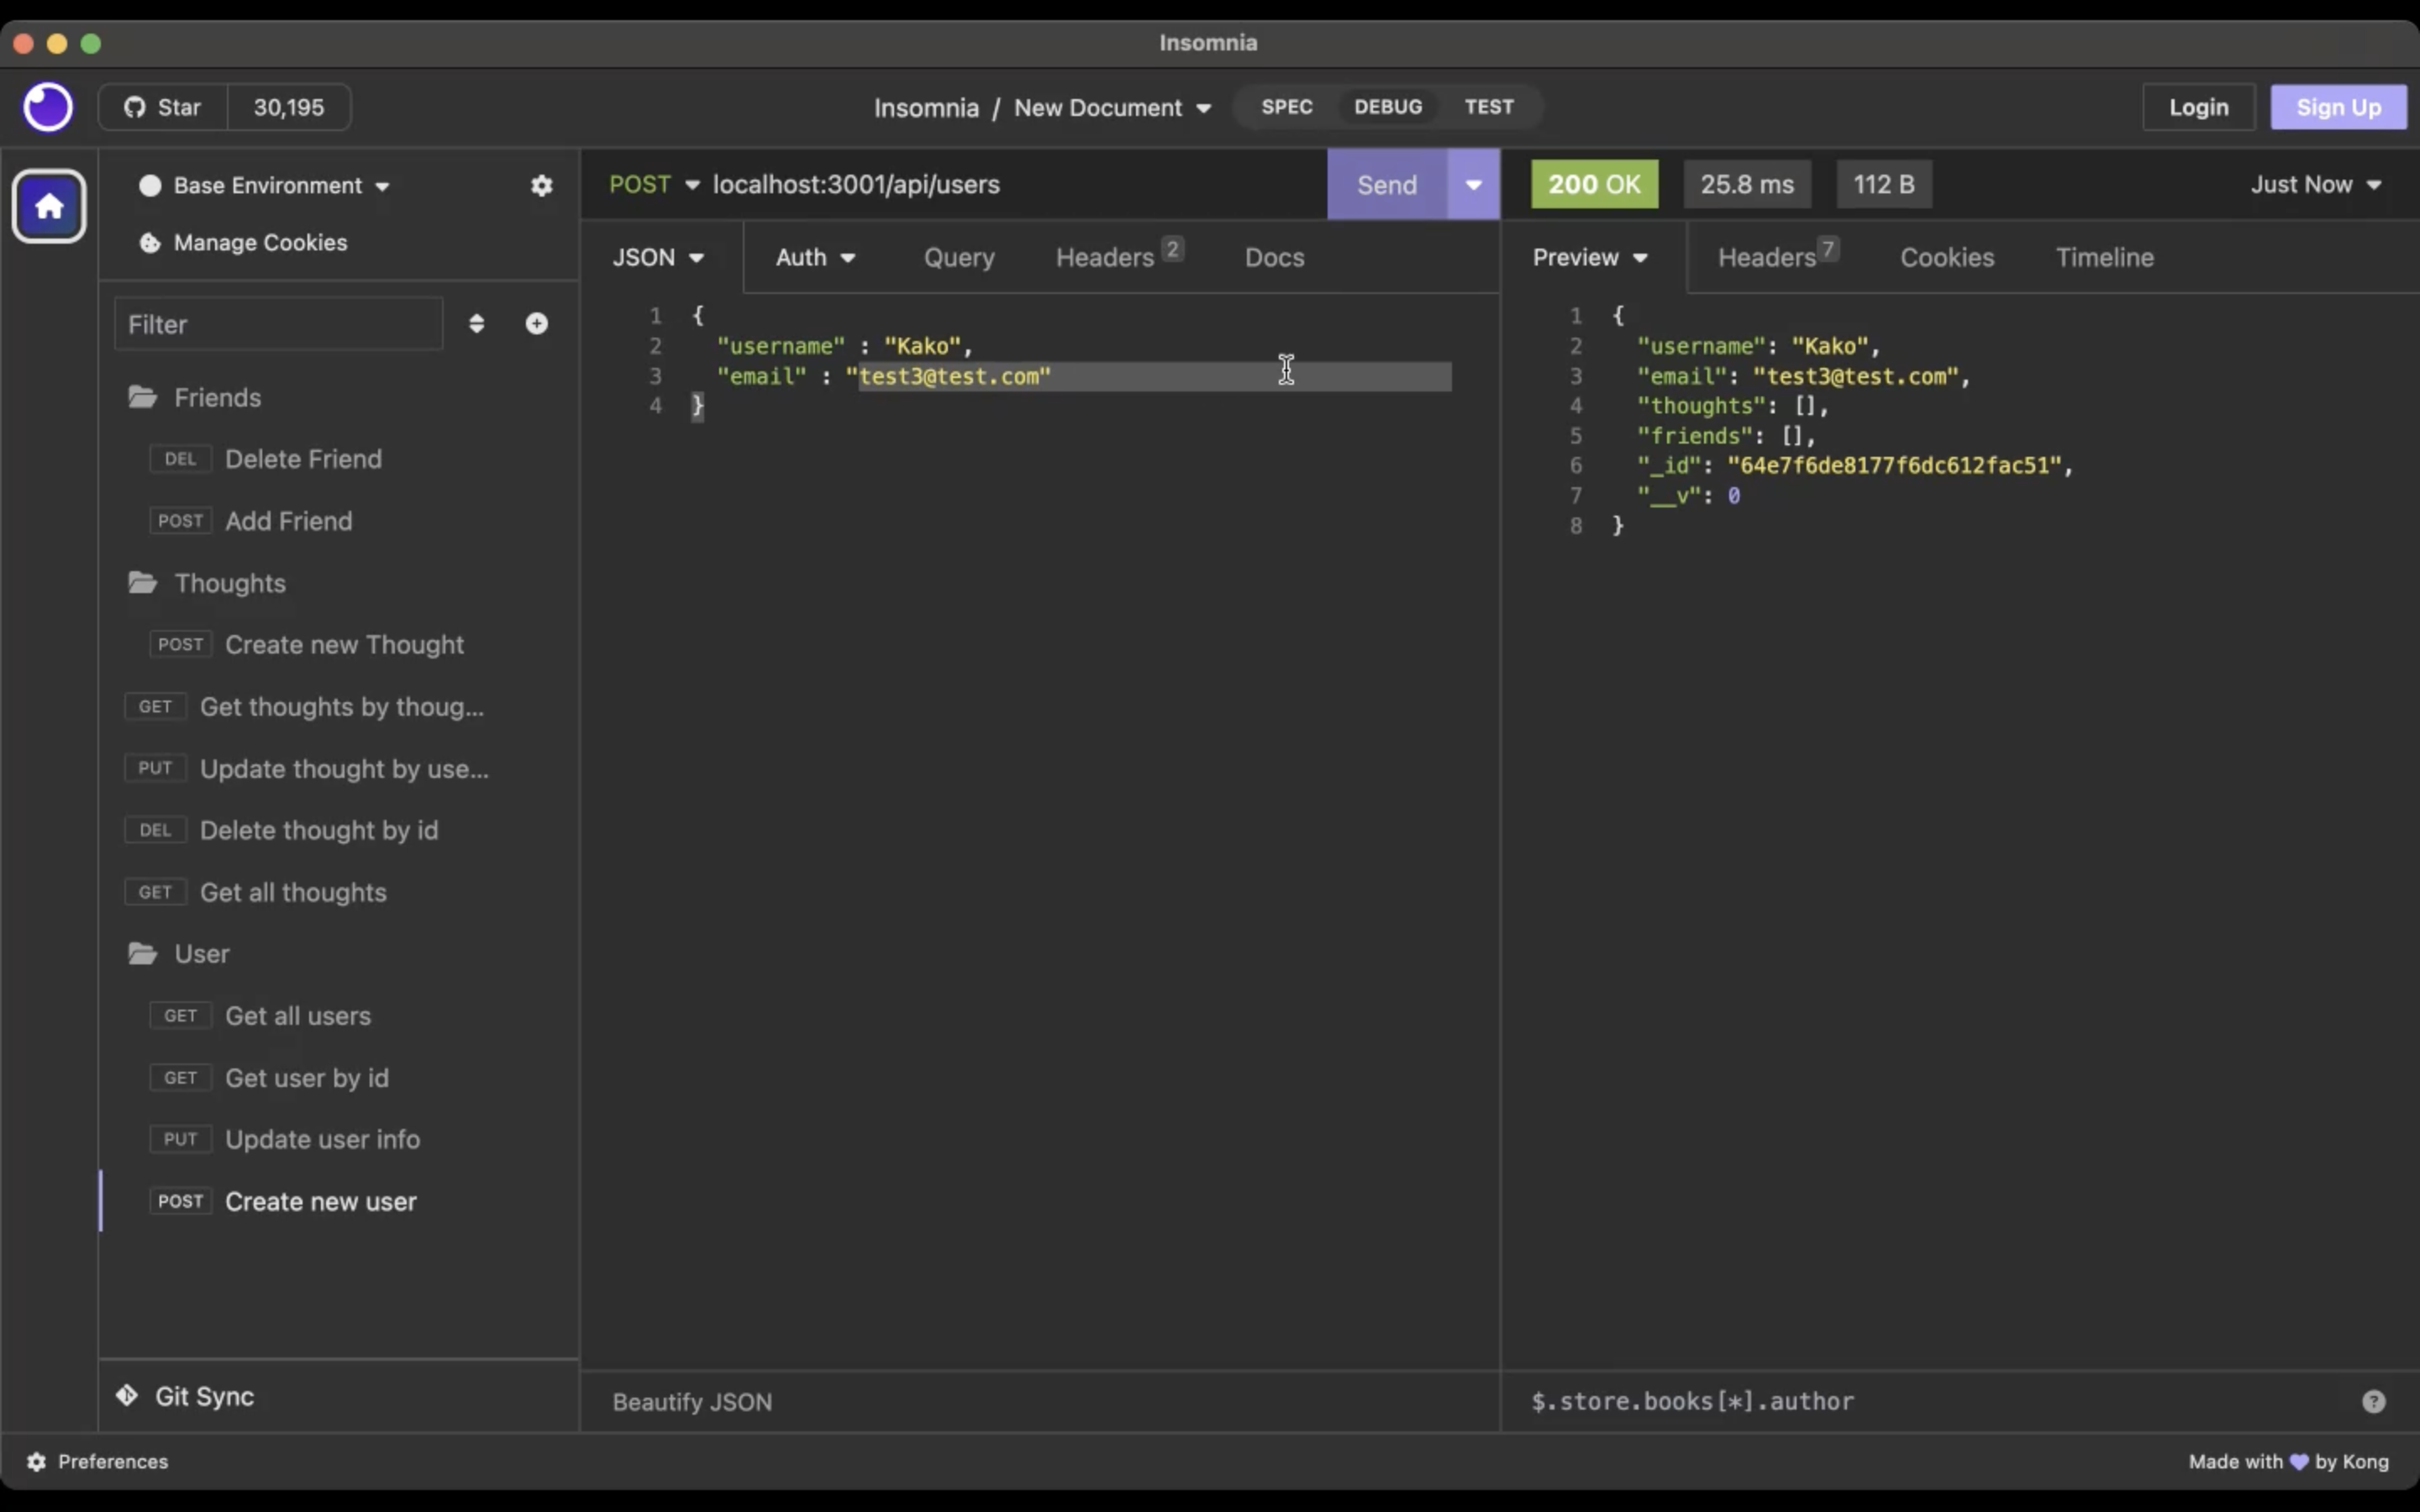 Insomnia
Star 30,195
Insomnia / New Document
SPEC DEBUG TEST
Login Sign Up
Base Environment
Manage Cookies
Filter
Friends
DEL Delete Friend
POST Add Friend
Thoughts
POST Create new Thought
GET Get thoughts by thoug...
PUT Update thought by use...
DEL Delete thought by id
GET Get all thoughts
User
GET Get all users
GET Get user by id
PUT Update user info
POST Create new user
Git Sync
POST localhost:3001/api/users Send
JSON Auth Query Headers 2 Docs
1 {
2 "username" : "Kako",
3 "email" : "test3@test.com"
4 }
Beautify JSON
200 OK 25.8 ms 112 B Just Now
Preview Headers 7 Cookies Timeline
1 {
2 "username": "Kako",
3 "email": "test3@test.com",
4 "thoughts": [],
5 "friends": [],
6 "_id": "64e7f6de8177f6dc612fac51",
7 "__v": 0
8 }
$.store.books[*].author ?
Preferences
Made with 💜 by Kong